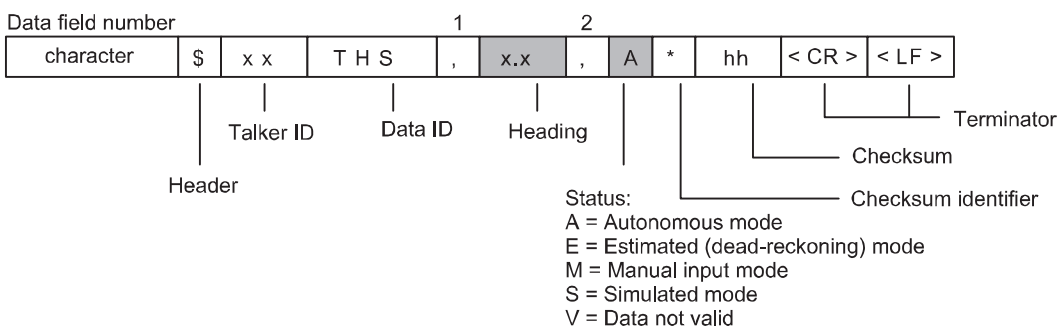 Data field number 1 2
character $ x x T H S , x.x , A * hh < CR > < LF >
Talker ID Data ID Heading Terminator
Checksum
Header
Checksum identifier
Status:
A = Autonomous mode
E = Estimated (dead-reckoning) mode
M = Manual input mode
S = Simulated mode
V = Data not valid